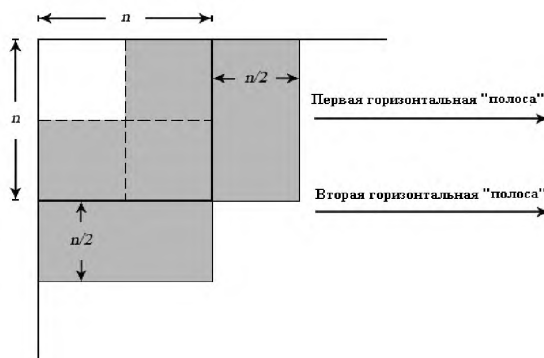 n
n
n/2
Первая горизонтальная "полоса"
Вторая горизонтальная "полоса"
n/2